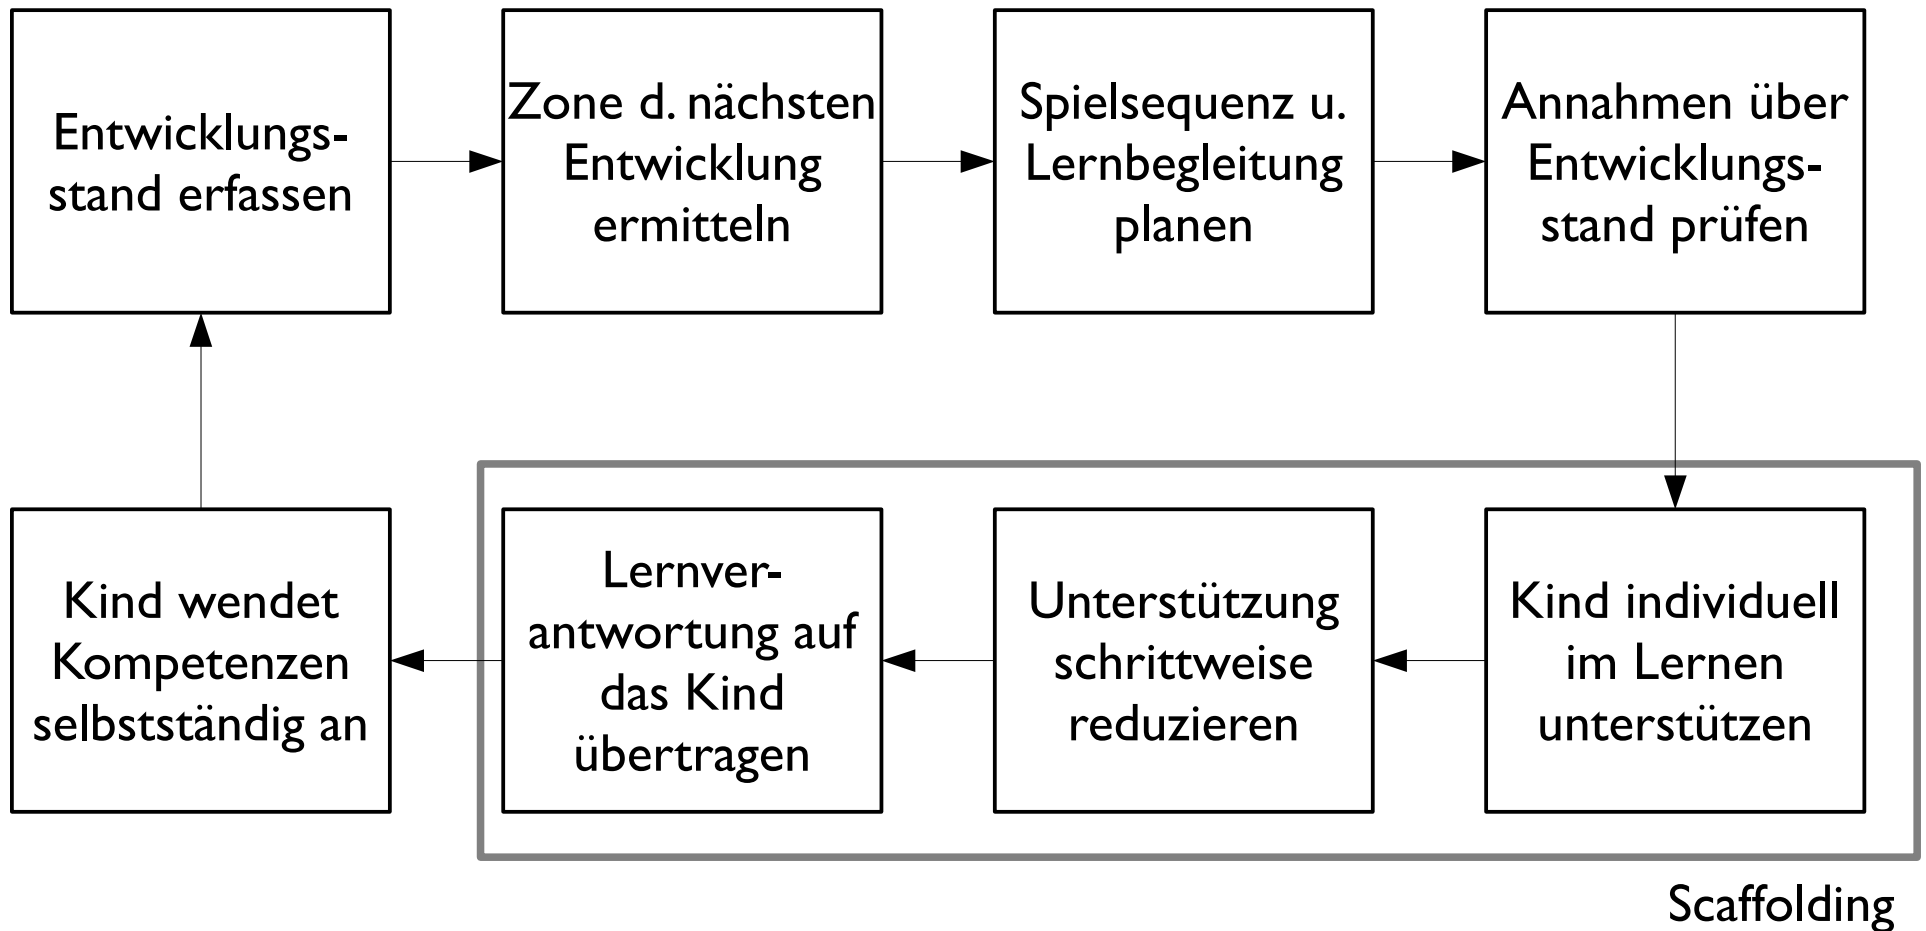 Entwicklungs-
stand erfassen
Zone d. nächsten
Entwicklung
ermitteln
Spielsequenz u.
Lernbegleitung
planen
Annahmen über
Entwicklungs-
stand prüfen
Kind individuell
im Lernen
unterstützen
Unterstützung
schrittweise
reduzieren
Lernver-
antwortung auf
das Kind
übertragen
Kind wendet
Kompetenzen
selbstständig an
Scaffolding